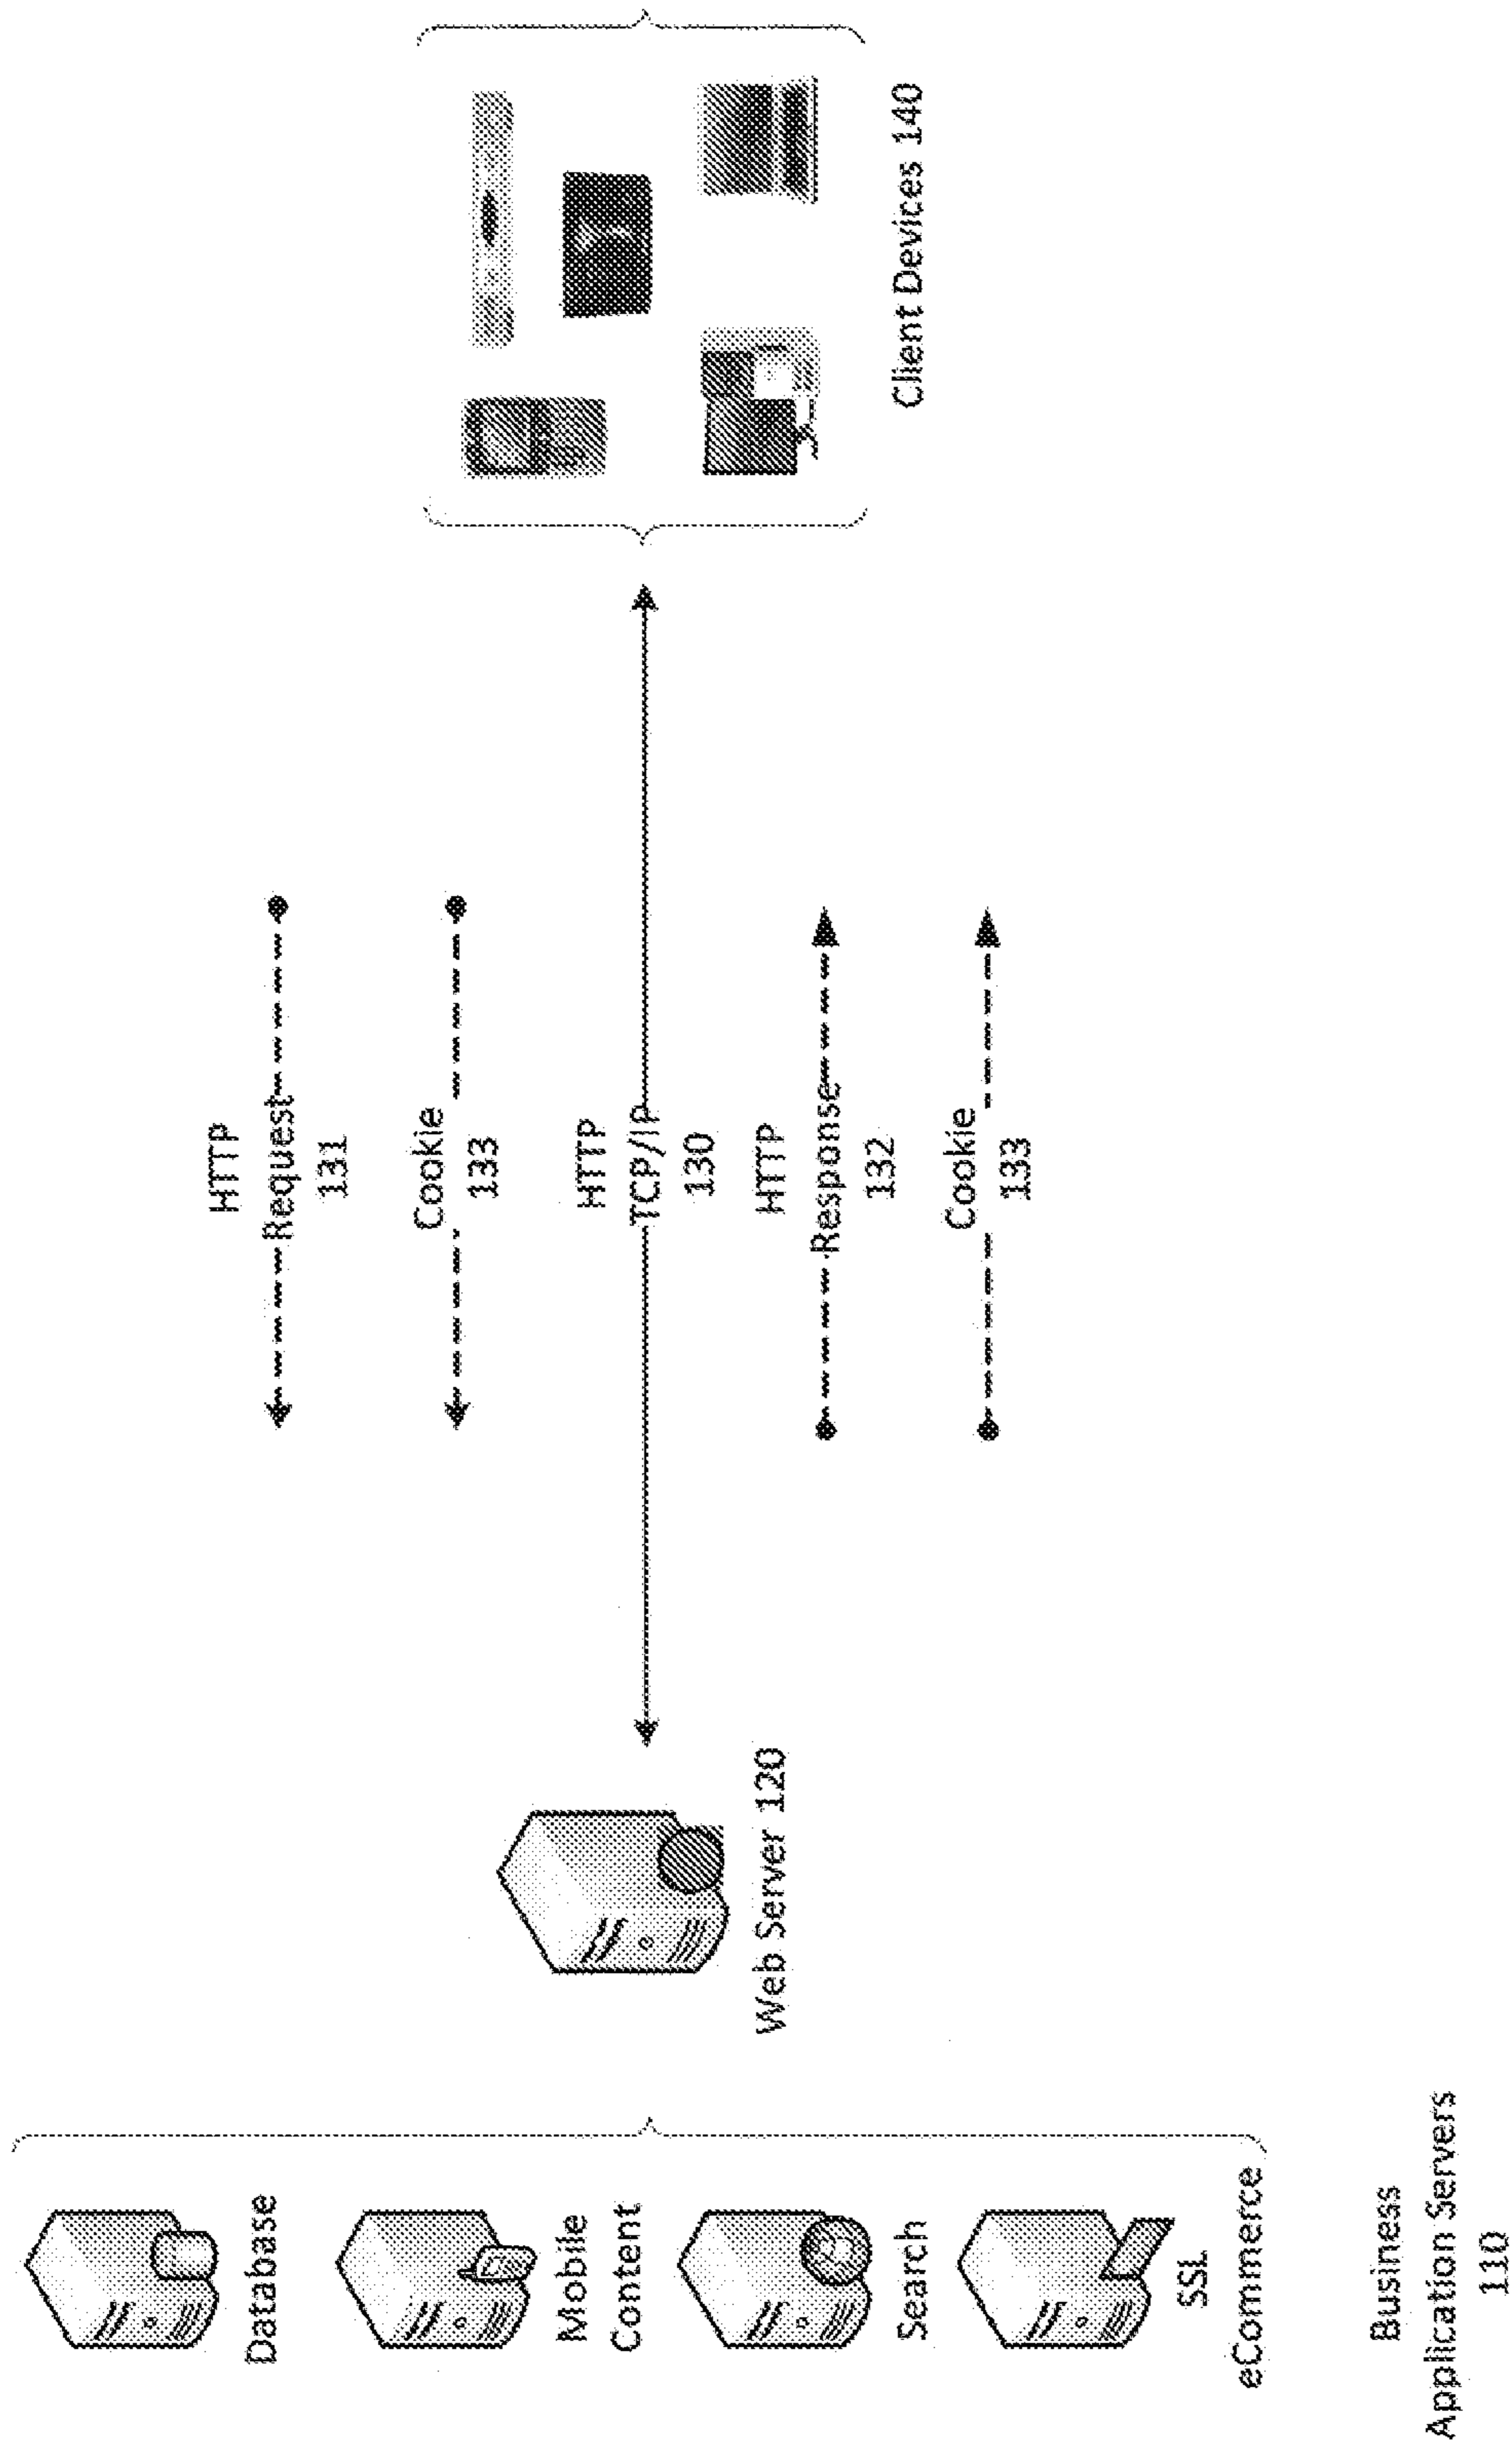 Database
Mobile
Content
Search
SSL
eCommerce
Business
Application Servers
110
Web Server 120
HTTP
Request
131
Cookie
133
HTTP
TCP/IP
130
HTTP
Response
132
Cookie
133
Client Devices 140